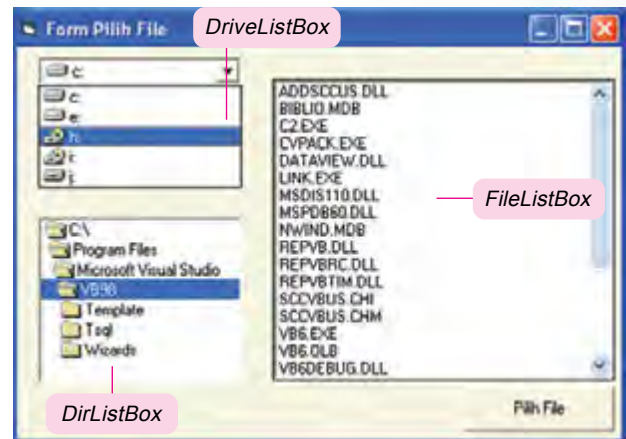 Form Pilih File
DriveListBox
c:
c:
e:
h:
i:
j:
C:\
Program Files
Microsoft Visual Studio
VB98
Template
Tsql
Wizards
ADDSCCUS.DLL
BIBLIO.MDB
C2.EXE
CVPACK.EXE
DATAVIEW.DLL
LINK.EXE
MSDIS110.DLL
MSPDB60.DLL
NWIND.MDB
REPVB.DLL
REPVBRC.DLL
REPVBTIM.DLL
SCCVBUS.CHI
SCCVBUS.CHM
VB6.EXE
VB6.OLB
VB6DEBUG.DLL
FileListBox
DirListBox
Pilih File